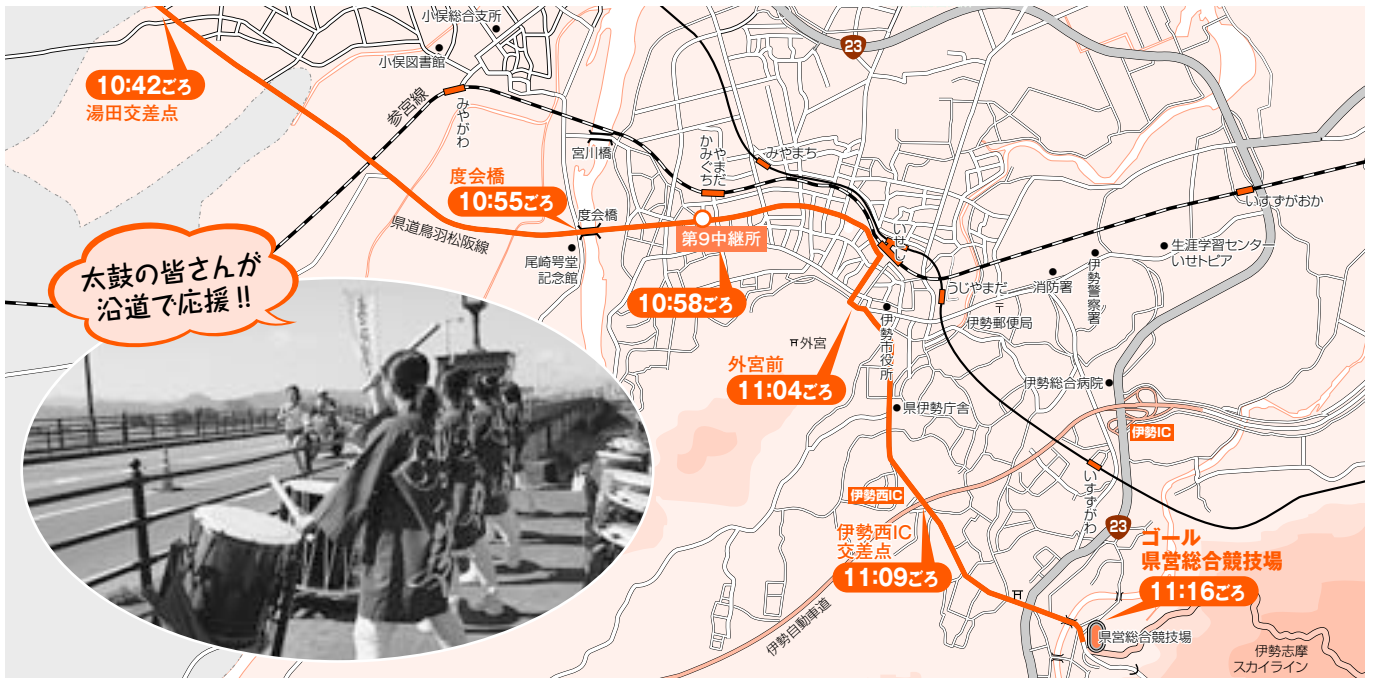 小俣総合支所
小俣図書館
23
10:42ごろ
湯田交差点
参宮線
みやがわ
宮川橋
やまだ
かみぐち
みやまち
度会橋
10:55ごろ
度会橋
県道鳥羽松阪線
尾崎咢堂
記念館
第9中継所
10:58ごろ
いせし
うじやまだ
〒
伊勢郵便局
消防署
伊勢警察署
生涯学習センター
いせトピア
いすずがおか
太鼓の皆さんが
沿道で応援!!
外宮
外宮前
11:04ごろ
伊勢市役所
県伊勢庁舎
伊勢総合病院
伊勢IC
いすずがわ
伊勢西IC
伊勢西IC
交差点
11:09ごろ
23
ゴール
県営総合競技場
11:16ごろ
県営総合競技場
伊勢自動車道
伊勢志摩
スカイライン